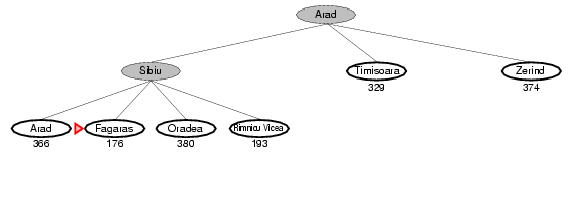 Arad
Sibiu
Timisoara
Zerind
329
374
Arad
Fagaras
Oradea
Rimnicu Vilcea
366
176
380
193